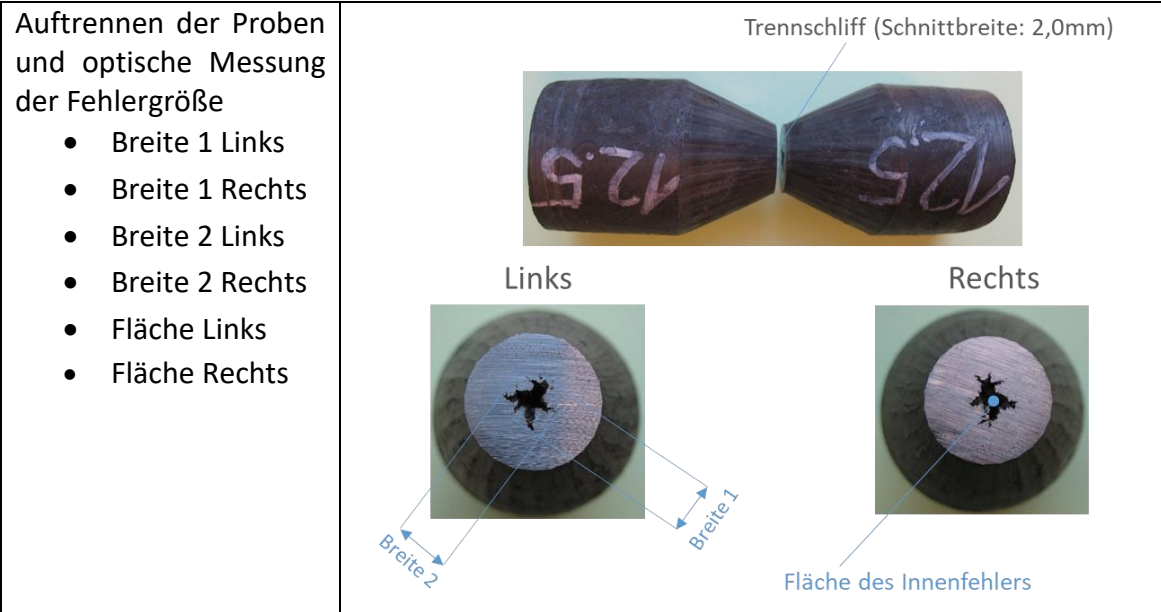 Auftrennen der Proben
und optische Messung
der Fehlergröße
• Breite 1 Links
• Breite 1 Rechts
• Breite 2 Links
• Breite 2 Rechts
• Fläche Links
• Fläche Rechts
Trennschliff (Schnittbreite: 2,0mm)
12.5
12.5
Links
Rechts
Breite 1
Breite 2
Fläche des Innenfehlers